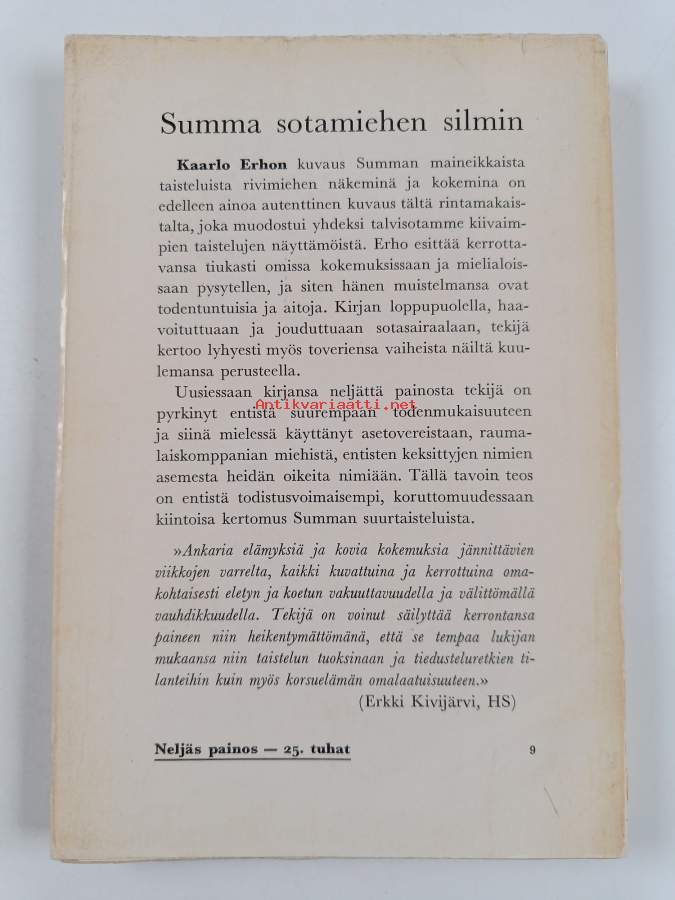 Summa sotamiehen silmin
Kaarlo Erhon kuvaus Summan maineikkaista
taisteluista rivimiehen näkeminä ja kokemina on
edelleen ainoa autenttinen kuvaus tältä rintamakais-
talta, joka muodostui yhdeksi talvisotamme kiivaim-
pien taistelujen näyttämöistä. Erho esittää kerrotta-
vansa tiukasti omissa kokemuksissaan ja mielialois-
saan pysytellen, ja siten hänen muistelmansa ovat
todentuntuisia ja aitoja. Kirjan loppupuolella, haa-
voituttuaan ja jouduttuaan sotasairaalaan, tekijä
kertoo lyhyesti myös toveriensa vaiheista näiltä kuu-
lemansa perusteella.
Uusiessaan kirjansa neljättä painosta tekijä on
Antikvariaatti.net
pyrkinyt entistä suurempaan todenmukaisuuteen
ja siinä mielessä käyttänyt asetovereistaan, rauma-
laiskomppanian miehistä, entisten keksittyjen nimien
asemesta heidän oikeita nimiään. Tällä tavoin teos
on entistä todistusvoimaisempi, koruttomuudessaan
kiintoisa kertomus Summan suurtaisteluista.
»Ankaria elämyksiä ja kovia kokemuksia jännittävien
viikkojen varrelta, kaikki kuvattuina ja kerrottuina oma-
kohtaisesti eletyn ja koetun vakuuttavuudella ja välittömällä
vauhdikkuudella. Tekijä on voinut säilyttää kerrontansa
paineen niin heikentymättömänä, että se tempaa lukijan
mukaansa niin taistelun tuoksinaan ja tiedusteluretkien ti-
lanteihin kuin myös korsuelämän omalaatuisuuteen.»
(Erkki Kivijärvi, HS)
Neljäs painos — 25. tuhat 9